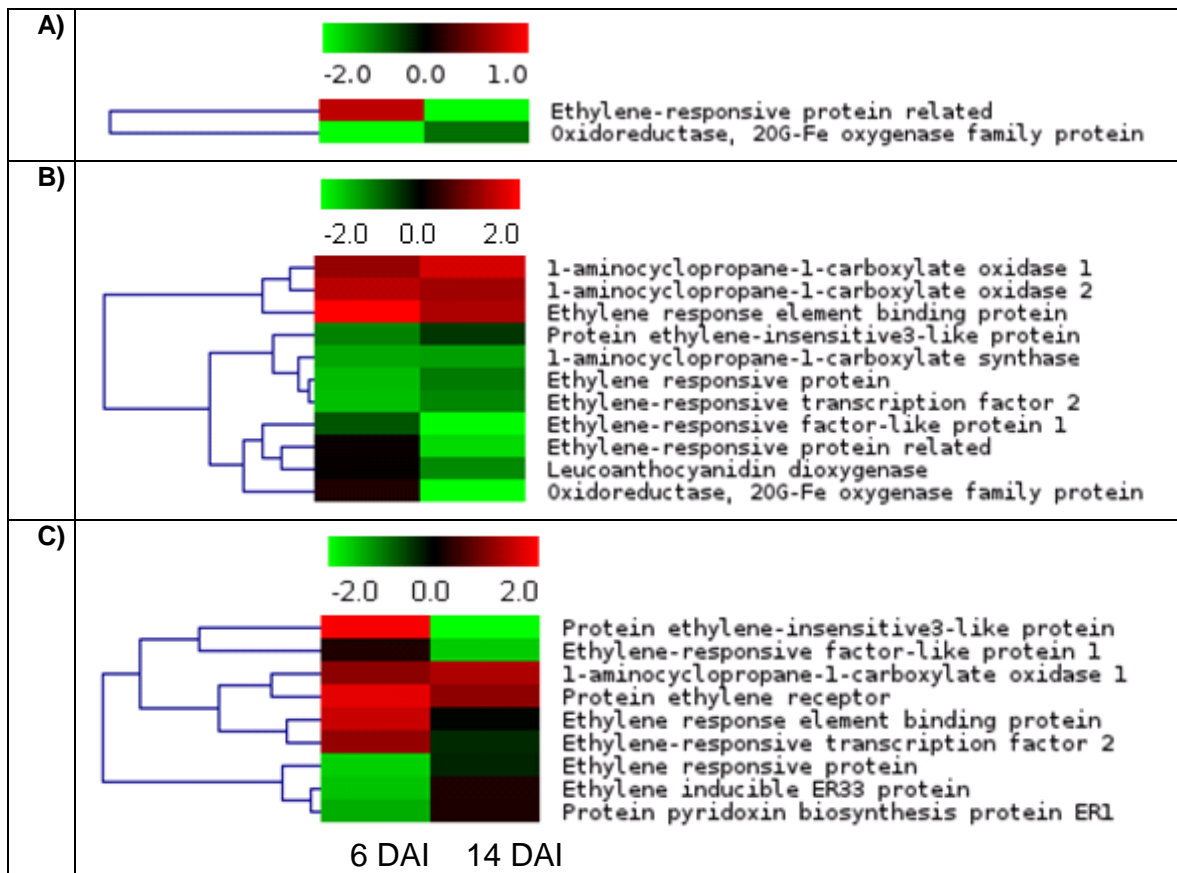 A)
-2.0 0.0 1.0
Ethylene-responsive protein related
Oxidoreductase, 2OG-Fe oxygenase family protein
B)
-2.0 0.0 2.0
1-aminocyclopropane-1-carboxylate oxidase 1
1-aminocyclopropane-1-carboxylate oxidase 2
Ethylene response element binding protein
Protein ethylene-insensitive3-like protein
1-aminocyclopropane-1-carboxylate synthase
Ethylene responsive protein
Ethylene-responsive transcription factor 2
Ethylene-responsive factor-like protein 1
Ethylene-responsive protein related
Leucoanthocyanidin dioxygenase
Oxidoreductase, 2OG-Fe oxygenase family protein
C)
-2.0 0.0 2.0
Protein ethylene-insensitive3-like protein
Ethylene-responsive factor-like protein 1
1-aminocyclopropane-1-carboxylate oxidase 1
Protein ethylene receptor
Ethylene response element binding protein
Ethylene-responsive transcription factor 2
Ethylene responsive protein
Ethylene inducible ER33 protein
Protein pyridoxin biosynthesis protein ER1
6 DAI 14 DAI